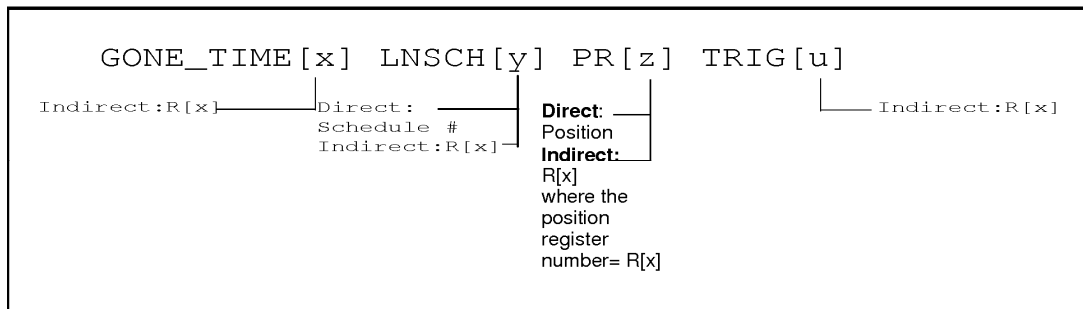 GONE_TIME[x] LNSCH[y] PR[z] TRIG[u]
Indirect:R[x]
Direct:
Schedule #
Indirect:R[x]
Direct:
Position
Indirect:
R[x]
where the
position
register
number= R[x]
Indirect:R[x]